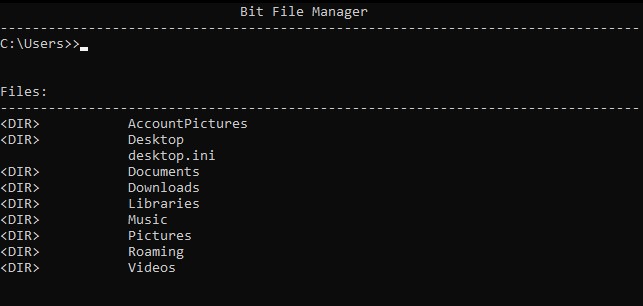 Bit File Manager
--------------------------------------------------------------------------------
C:\Users>>
Files:
--------------------------------------------------------------------------------
<DIR> AccountPictures
<DIR> Desktop
desktop.ini
<DIR> Documents
<DIR> Downloads
<DIR> Libraries
<DIR> Music
<DIR> Pictures
<DIR> Roaming
<DIR> Videos